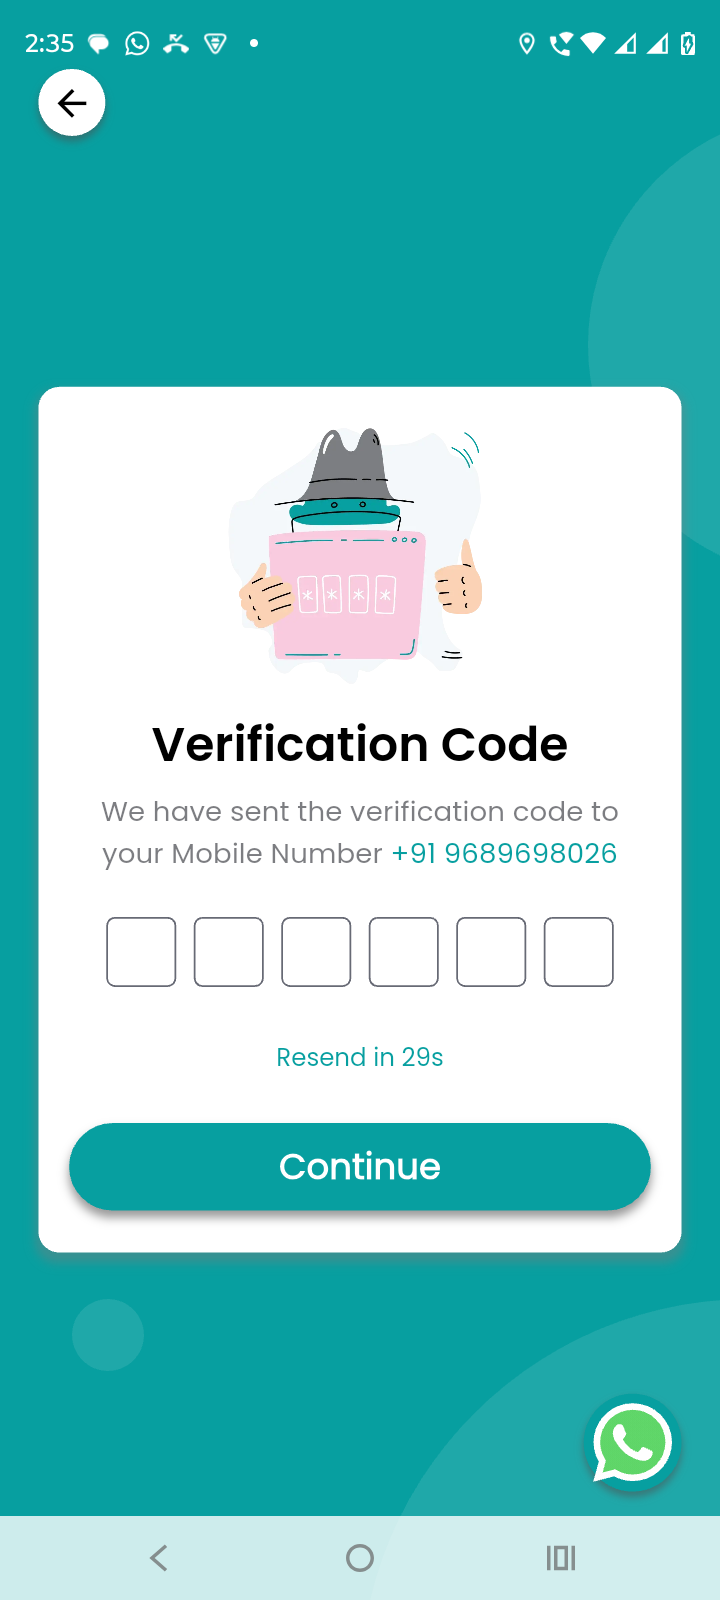 2:35
* * * *
Verification Code
We have sent the verification code to
your Mobile Number +91 9689698026
Resend in 29s
Continue